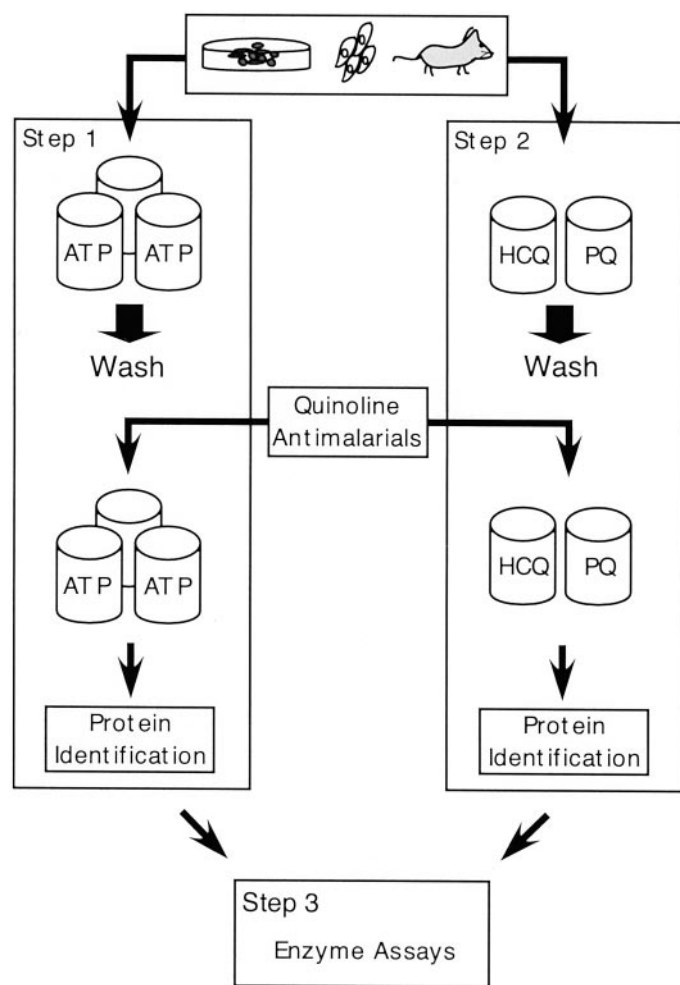 Step 1
Step 2
ATP
ATP
HCQ
PQ
Wash
Wash
Quinoline
Antimalarials
ATP
ATP
HCQ
PQ
Protein
Identification
Protein
Identification
Step 3
Enzyme Assays